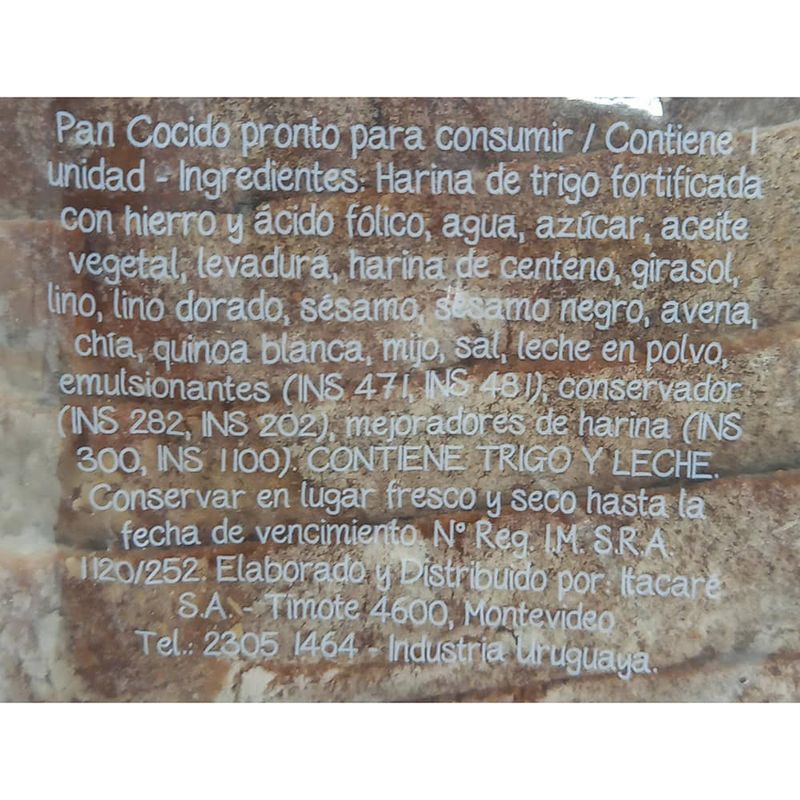 Pan Cocido pronto para consumir / Contiene 1
unidad - Ingredientes: Harina de trigo fortificada
con hierro y ácido fólico, agua, azúcar, aceite
vegetal, levadura, harina de centeno, girasol,
lino, lino dorado, sésamo, sésamo negro, avena,
chía, quinoa blanca, mijo, sal, leche en polvo,
emulsionantes (INS 471, INS 481), conservador
(INS 282, INS 202), mejoradores de harina (INS
300, INS 1100). CONTIENE TRIGO Y LECHE.
Conservar en lugar fresco y seco hasta la
fecha de vencimiento. N° Reg. I.M. S.R.A.
1120/252. Elaborado y Distribuido por: Itacaré
S.A. - Timote 4600, Montevideo
Tel.: 2305 1464 - Industria Uruguaya.